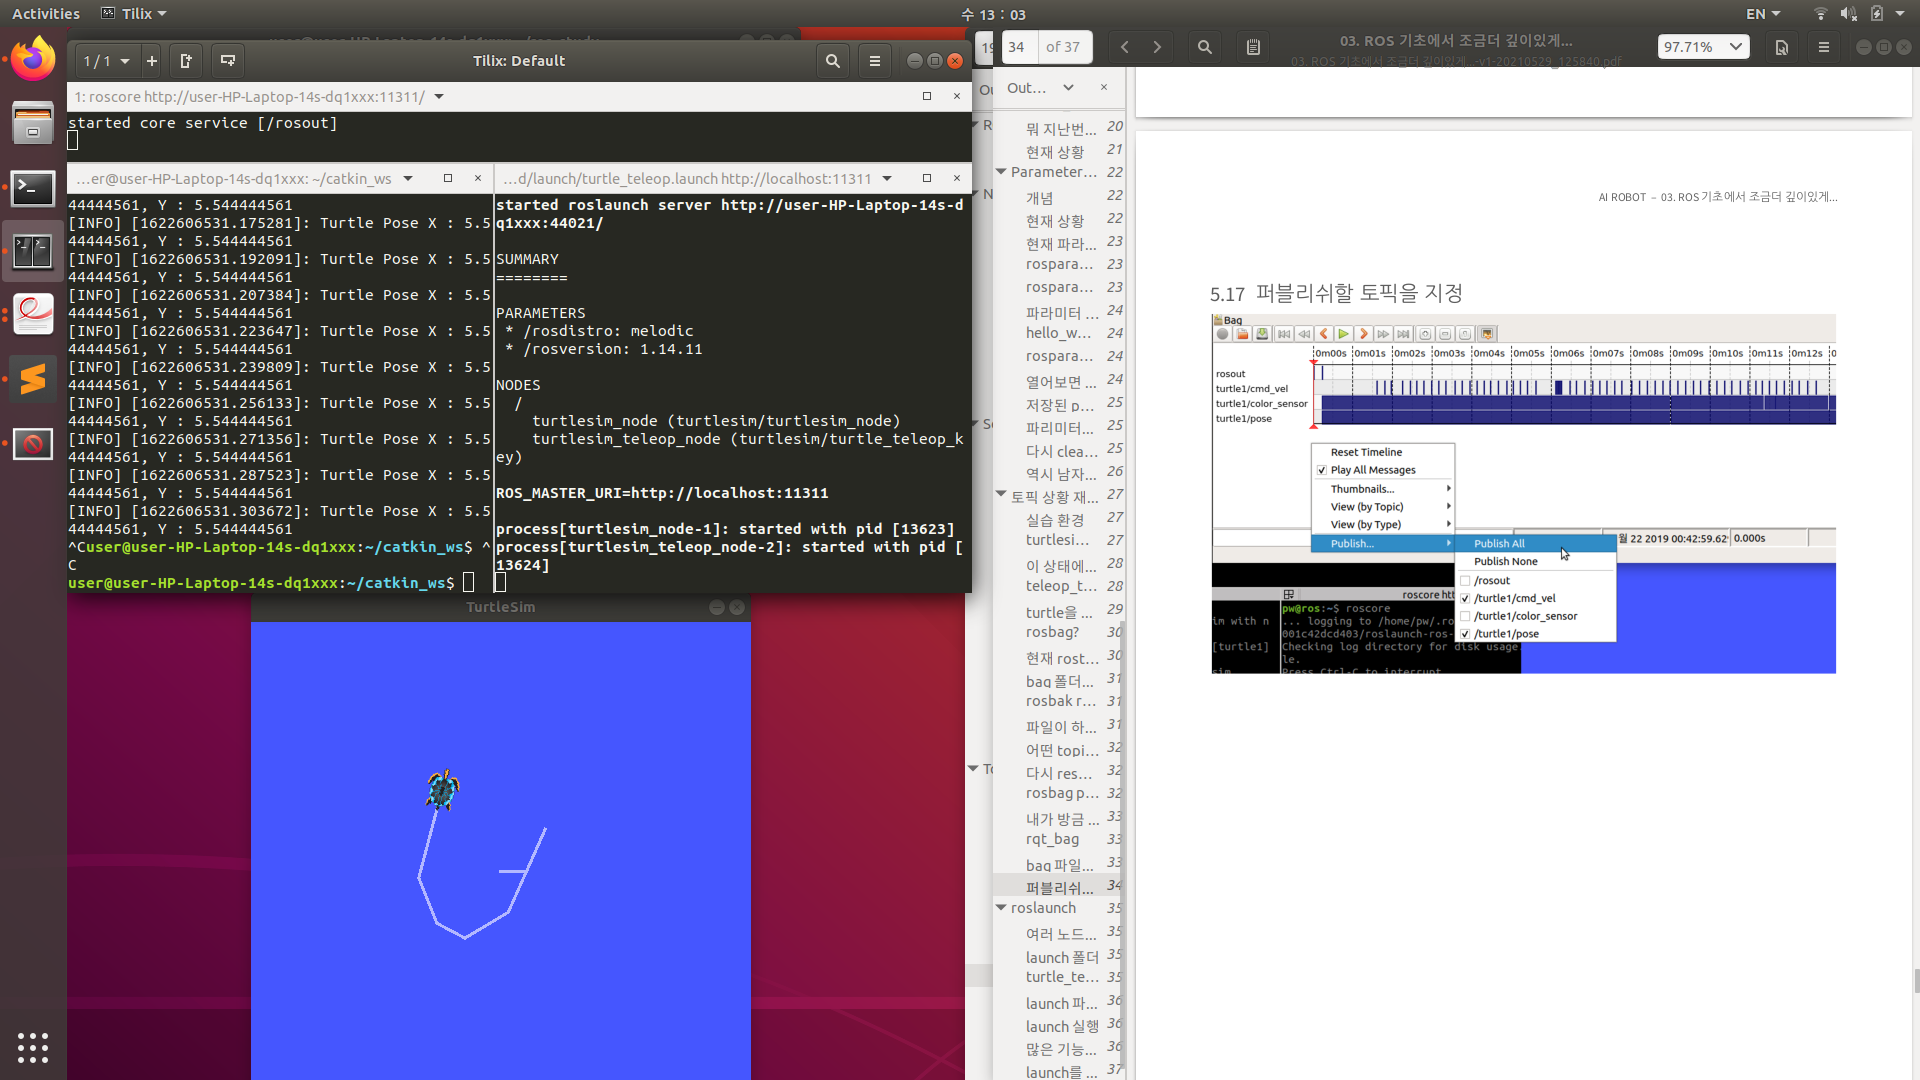 Activities
Tilix
수 13 : 03
EN
1 / 1
Tilix: Default
1: roscore http://user-HP-Laptop-14s-dq1xxx:11311/
started core service [/rosout]
...er@user-HP-Laptop-14s-dq1xxx: ~/catkin_ws
44444561, Y : 5.544444561
[INFO] [1622606531.175281]: Turtle Pose X : 5.5
44444561, Y : 5.544444561
[INFO] [1622606531.192091]: Turtle Pose X : 5.5
44444561, Y : 5.544444561
[INFO] [1622606531.207384]: Turtle Pose X : 5.5
44444561, Y : 5.544444561
[INFO] [1622606531.223647]: Turtle Pose X : 5.5
44444561, Y : 5.544444561
[INFO] [1622606531.239809]: Turtle Pose X : 5.5
44444561, Y : 5.544444561
[INFO] [1622606531.256133]: Turtle Pose X : 5.5
44444561, Y : 5.544444561
[INFO] [1622606531.271356]: Turtle Pose X : 5.5
44444561, Y : 5.544444561
[INFO] [1622606531.287523]: Turtle Pose X : 5.5
44444561, Y : 5.544444561
[INFO] [1622606531.303672]: Turtle Pose X : 5.5
44444561, Y : 5.544444561
^Cuser@user-HP-Laptop-14s-dq1xxx:~/catkin_ws$ ^
C
user@user-HP-Laptop-14s-dq1xxx:~/catkin_ws$
...d/launch/turtle_teleop.launch http://localhost:11311
started roslaunch server http://user-HP-Laptop-14s-d
q1xxx:44021/
SUMMARY
========
PARAMETERS
* /rosdistro: melodic
* /rosversion: 1.14.11
NODES
/
turtlesim_node (turtlesim/turtlesim_node)
turtlesim_teleop_node (turtlesim/turtle_teleop_k
ey)
ROS_MASTER_URI=http://localhost:11311
process[turtlesim_node-1]: started with pid [13623]
process[turtlesim_teleop_node-2]: started with pid [
13624]
TurtleSim
34 of 37
03. ROS 기초에서 조금더 깊이있게...
03. ROS 기초에서 조금더 깊이있게...-v1-20210529_125840.pdf
97.71%
Out...
뭐 지난번... 20
현재 상황 21
Parameter... 22
개념 22
현재 상황 22
현재 파라... 23
rospara... 23
rospara... 23
파라미터 ... 24
hello_w... 24
rospara... 24
열어보면 ... 24
저장된 p... 25
파리미터... 25
다시 clea... 25
역시 남자... 26
토픽 상황 재... 27
실습 환경 27
turtlesi... 27
이 상태에... 28
teleop_t... 28
turtle을 ... 29
rosbag? 30
현재 rost... 30
bag 폴더... 31
rosbak r... 31
파일이 하... 31
어떤 topi... 32
다시 res... 32
rosbag p... 32
내가 방금 ... 33
rqt_bag 33
bag 파일... 33
퍼블리쉬... 34
roslaunch 35
여러 노드... 35
launch 폴더 35
turtle_te... 35
launch 파... 36
launch 실행 36
많은 기능... 36
launch를 ... 37
AI ROBOT – 03. ROS 기초에서 조금더 깊이있게...
5.17 퍼블리쉬할 토픽을 지정
Bag
0m00s 0m01s 0m02s 0m03s 0m04s 0m05s 0m06s 0m07s 0m08s 0m09s 0m10s 0m11s 0m12s
rosout
turtle1/cmd_vel
turtle1/color_sensor
turtle1/pose
Reset Timeline
Play All Messages
Thumbnails...
View (by Topic)
View (by Type)
Publish...
Publish All
Publish None
/rosout
/turtle1/cmd_vel
/turtle1/color_sensor
/turtle1/pose
월 22 2019 00:42:59.62
0.000s
roscore htt
im with n
[turtle1]
sim
pw@ros:~$ roscore
... logging to /home/pw/.ro
001c42dcd403/roslaunch-ros-
Checking log directory for disk usage.
le.
Press Ctrl-C to interrupt